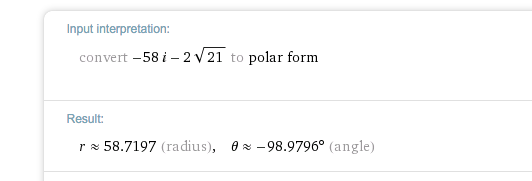 Input interpretation:
convert −58 i − 2 √21 to polar form
Result:
r ≈ 58.7197 (radius), θ ≈ −98.9796° (angle)